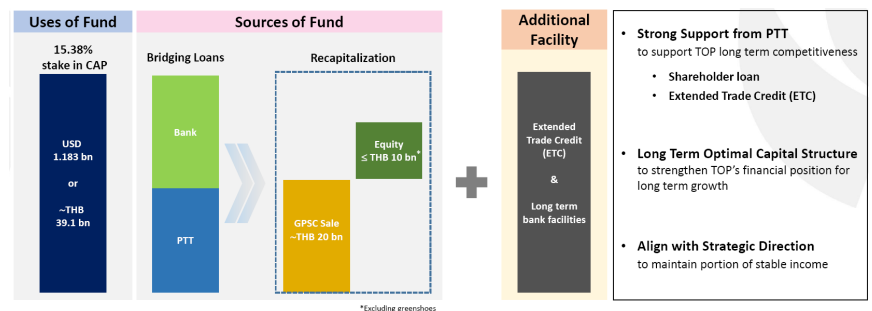 Uses of Fund
15.38%
stake in CAP
USD
1.183 bn
or
~THB
39.1 bn
Sources of Fund
Bridging Loans
Bank
PTT
Recapitalization
Equity
≤ THB 10 bn*
GPSC Sale
~THB 20 bn
*Excluding greenshoes
Additional
Facility
Extended
Trade Credit
(ETC)
&
Long term
bank facilities
• Strong Support from PTT
to support TOP long term competitiveness
• Shareholder loan
• Extended Trade Credit (ETC)
• Long Term Optimal Capital Structure
to strengthen TOP's financial position for
long term growth
• Align with Strategic Direction
to maintain portion of stable income